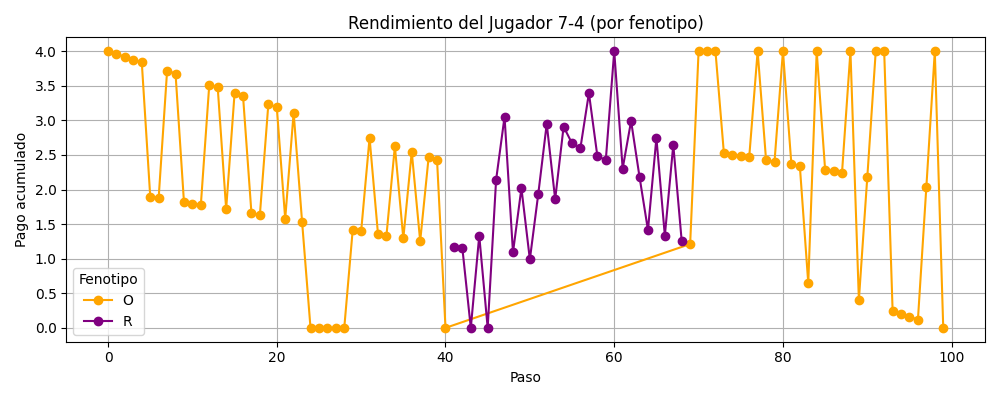 Rendimiento del Jugador 7-4 (por fenotipo)
Pago acumulado
4.0
3.5
3.0
2.5
2.0
1.5
1.0
0.5
0.0
Fenotipo
O
R
0 20 40 60 80 100
Paso